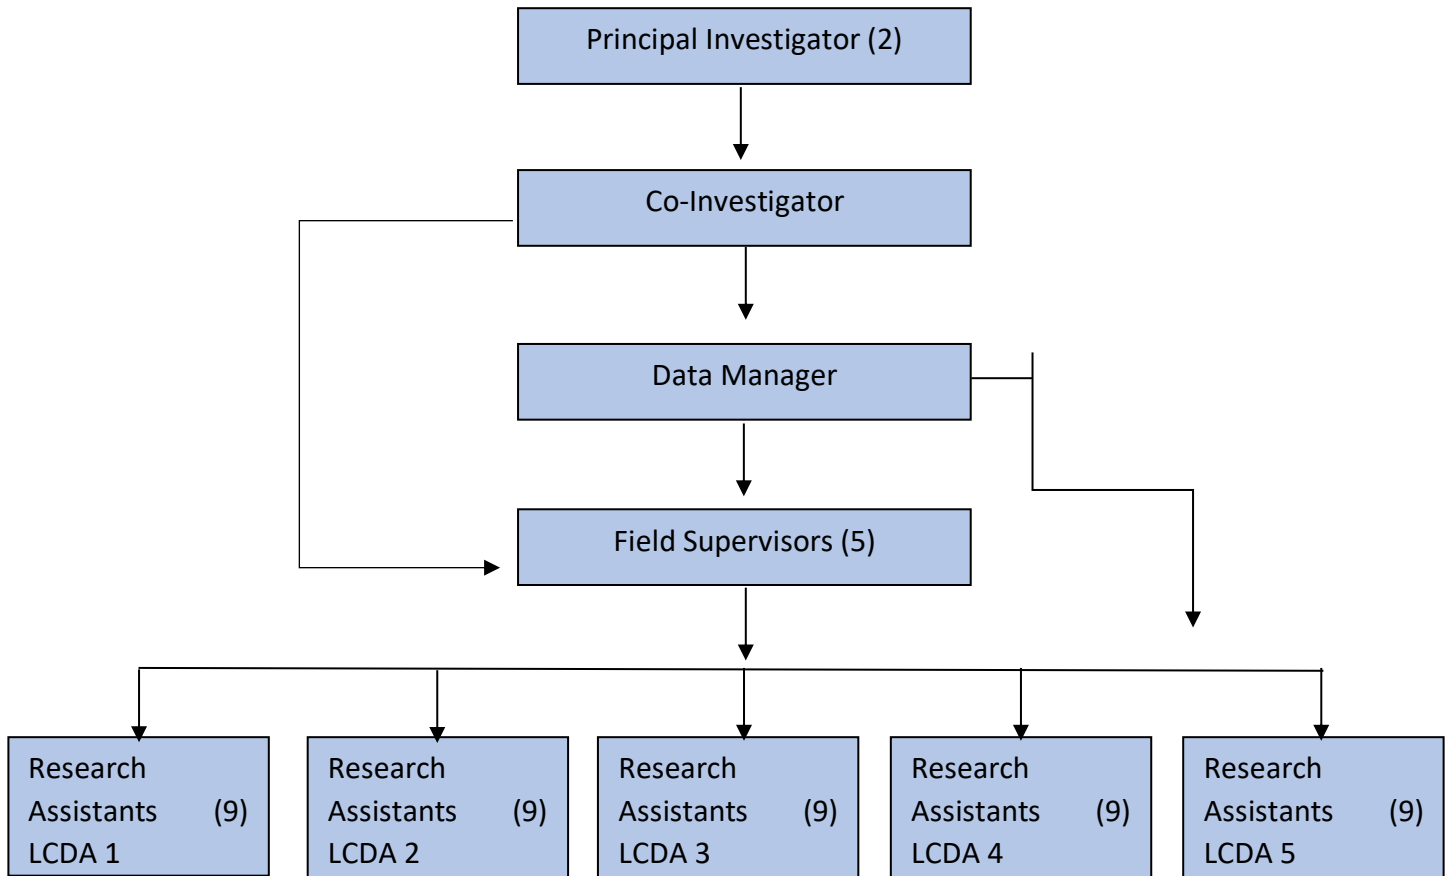 Principal Investigator (2)
Co-Investigator
Data Manager
Field Supervisors (5)
Research
Assistants (9)
LCDA 1
Research
Assistants (9)
LCDA 2
Research
Assistants (9)
LCDA 3
Research
Assistants (9)
LCDA 4
Research
Assistants (9)
LCDA 5